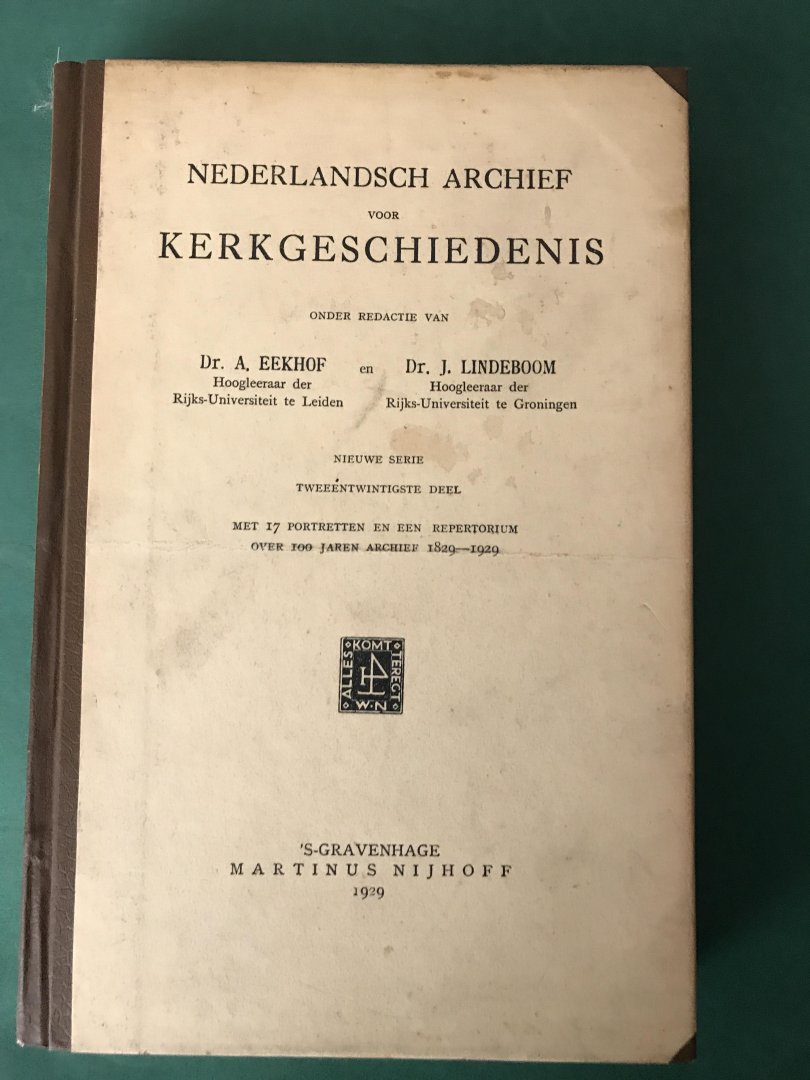 NEDERLANDSCH ARCHIEF
VOOR
KERKGESCHIEDENIS
ONDER REDACTIE VAN
Dr. A. EEKHOF en Dr. J. LINDEBOOM
Hoogleeraar der Hoogleeraar der
Rijks-Universiteit te Leiden Rijks-Universiteit te Groningen
NIEUWE SERIE
TWEEËNTWINTIGSTE DEEL
MET 17 PORTRETTEN EN EEN REPERTORIUM
OVER 100 JAREN ARCHIEF 1829—1929
ALLES KOMT TERECT
W·N
'S-GRAVENHAGE
MARTINUS NIJHOFF
1929